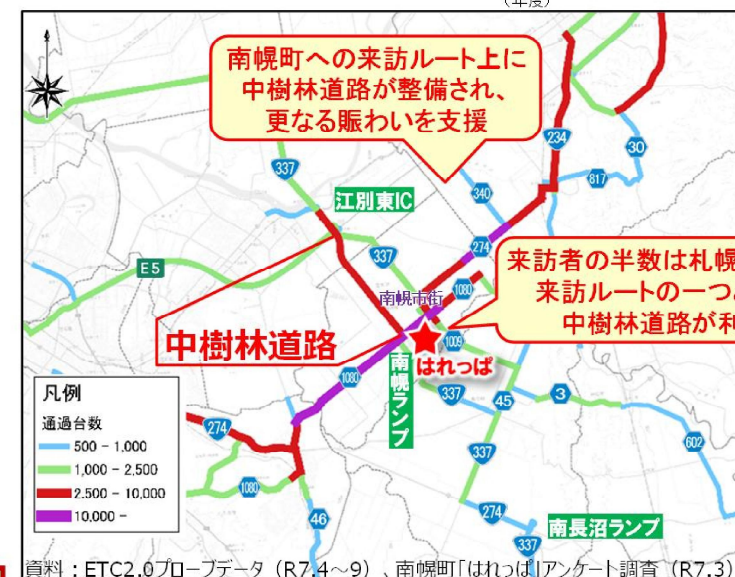 （年度）
南幌町への来訪ルート上に
中樹林道路が整備され、
更なる賑わいを支援
337
江別東IC
340
234
30
817
E5
337
274
南幌市街
1080
来訪者の半数は札幌
来訪ルートの一つ
中樹林道路が利
中樹林道路
はれっぱ
1009
南幌ランプ
1080
337
45
3
凡例
通過台数
500 - 1,000
1,000 - 2,500
2,500 - 10,000
10,000 -
274
1080
46
337
602
274
南長沼ランプ
337
資料：ETC2.0プローブデータ（R7.4～9）、南幌町「はれっぱ」アンケート調査（R7.3）